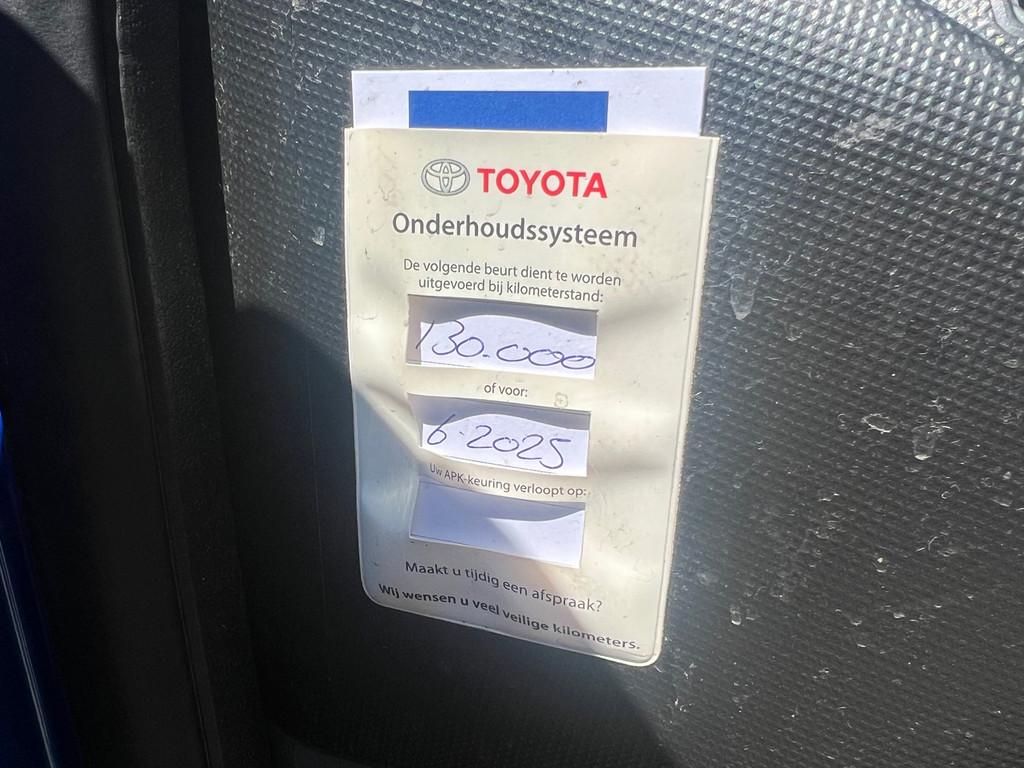 TOYOTA
Onderhoudssysteem
De volgende beurt dient te worden
uitgevoerd bij kilometerstand:
130.000
of voor:
6-2025
Uw APK-keuring verloopt op:
Maakt u tijdig een afspraak?
Wij wensen u veel veilige kilometers.